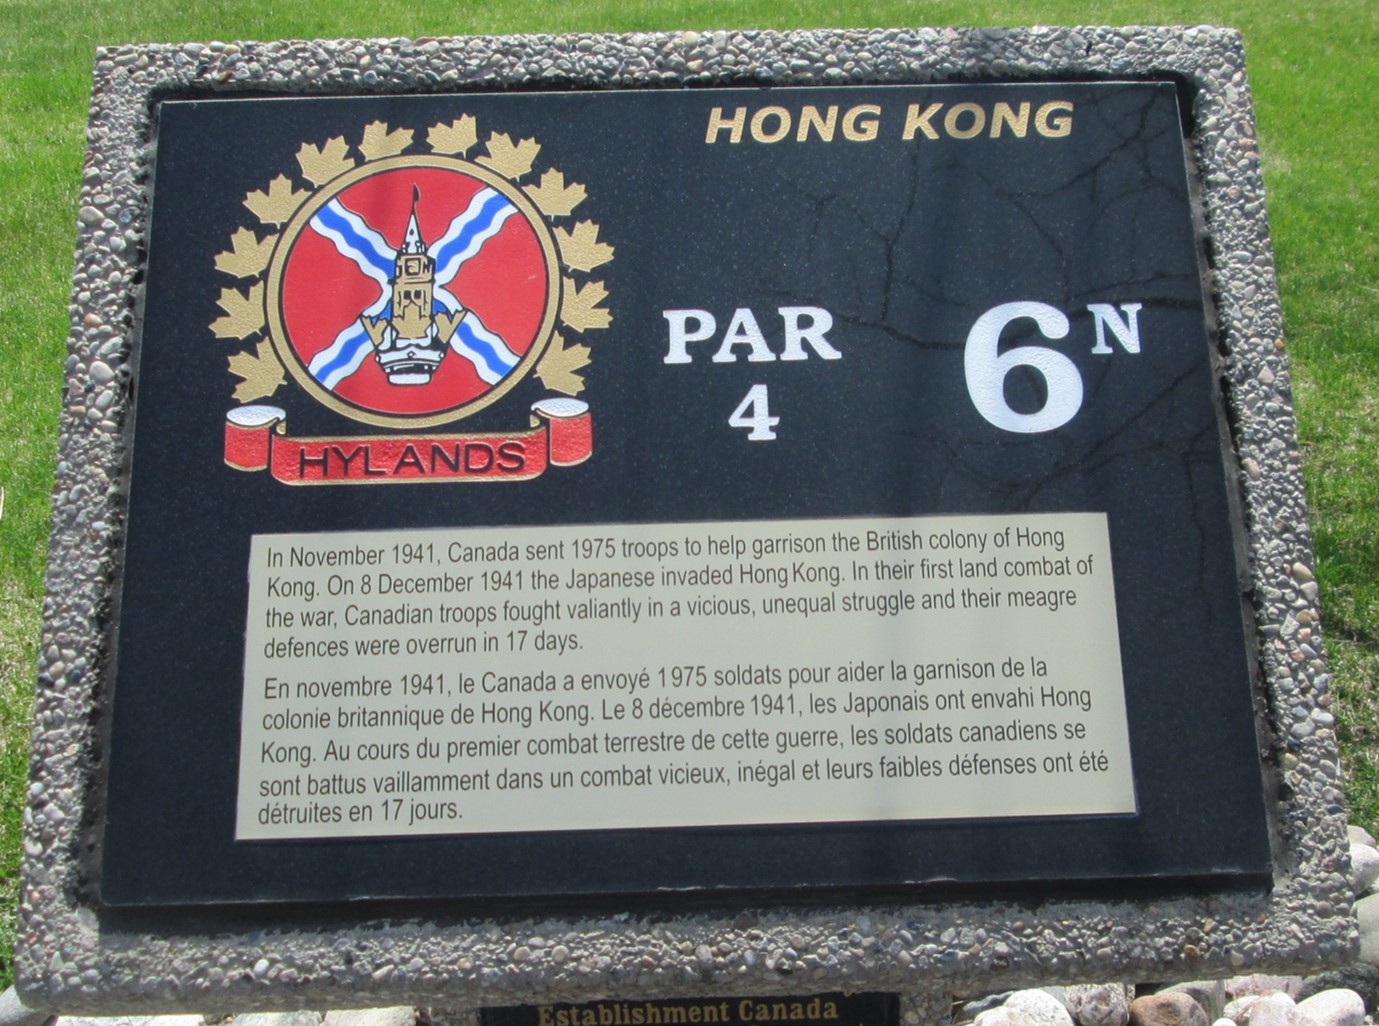 HONG KONG
PAR
4
6N
HYLANDS
In November 1941, Canada sent 1975 troops to help garrison the British colony of Hong
Kong. On 8 December 1941 the Japanese invaded Hong Kong. In their first land combat of
the war, Canadian troops fought valiantly in a vicious, unequal struggle and their meagre
defences were overrun in 17 days.
En novembre 1941, le Canada a envoyé 1975 soldats pour aider la garnison de la
colonie britannique de Hong Kong. Le 8 décembre 1941, les Japonais ont envahi Hong
Kong. Au cours du premier combat terrestre de cette guerre, les soldats canadiens se
sont battus vaillamment dans un combat vicieux, inégal et leurs faibles défenses ont été
détruites en 17 jours.
Establishment Canada